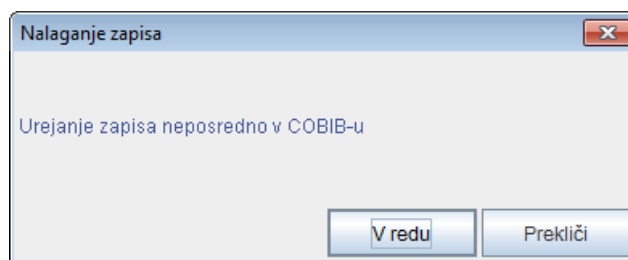 Nalaganje zapisa
Urejanje zapisa neposredno v COBIB-u
V redu
Prekliči